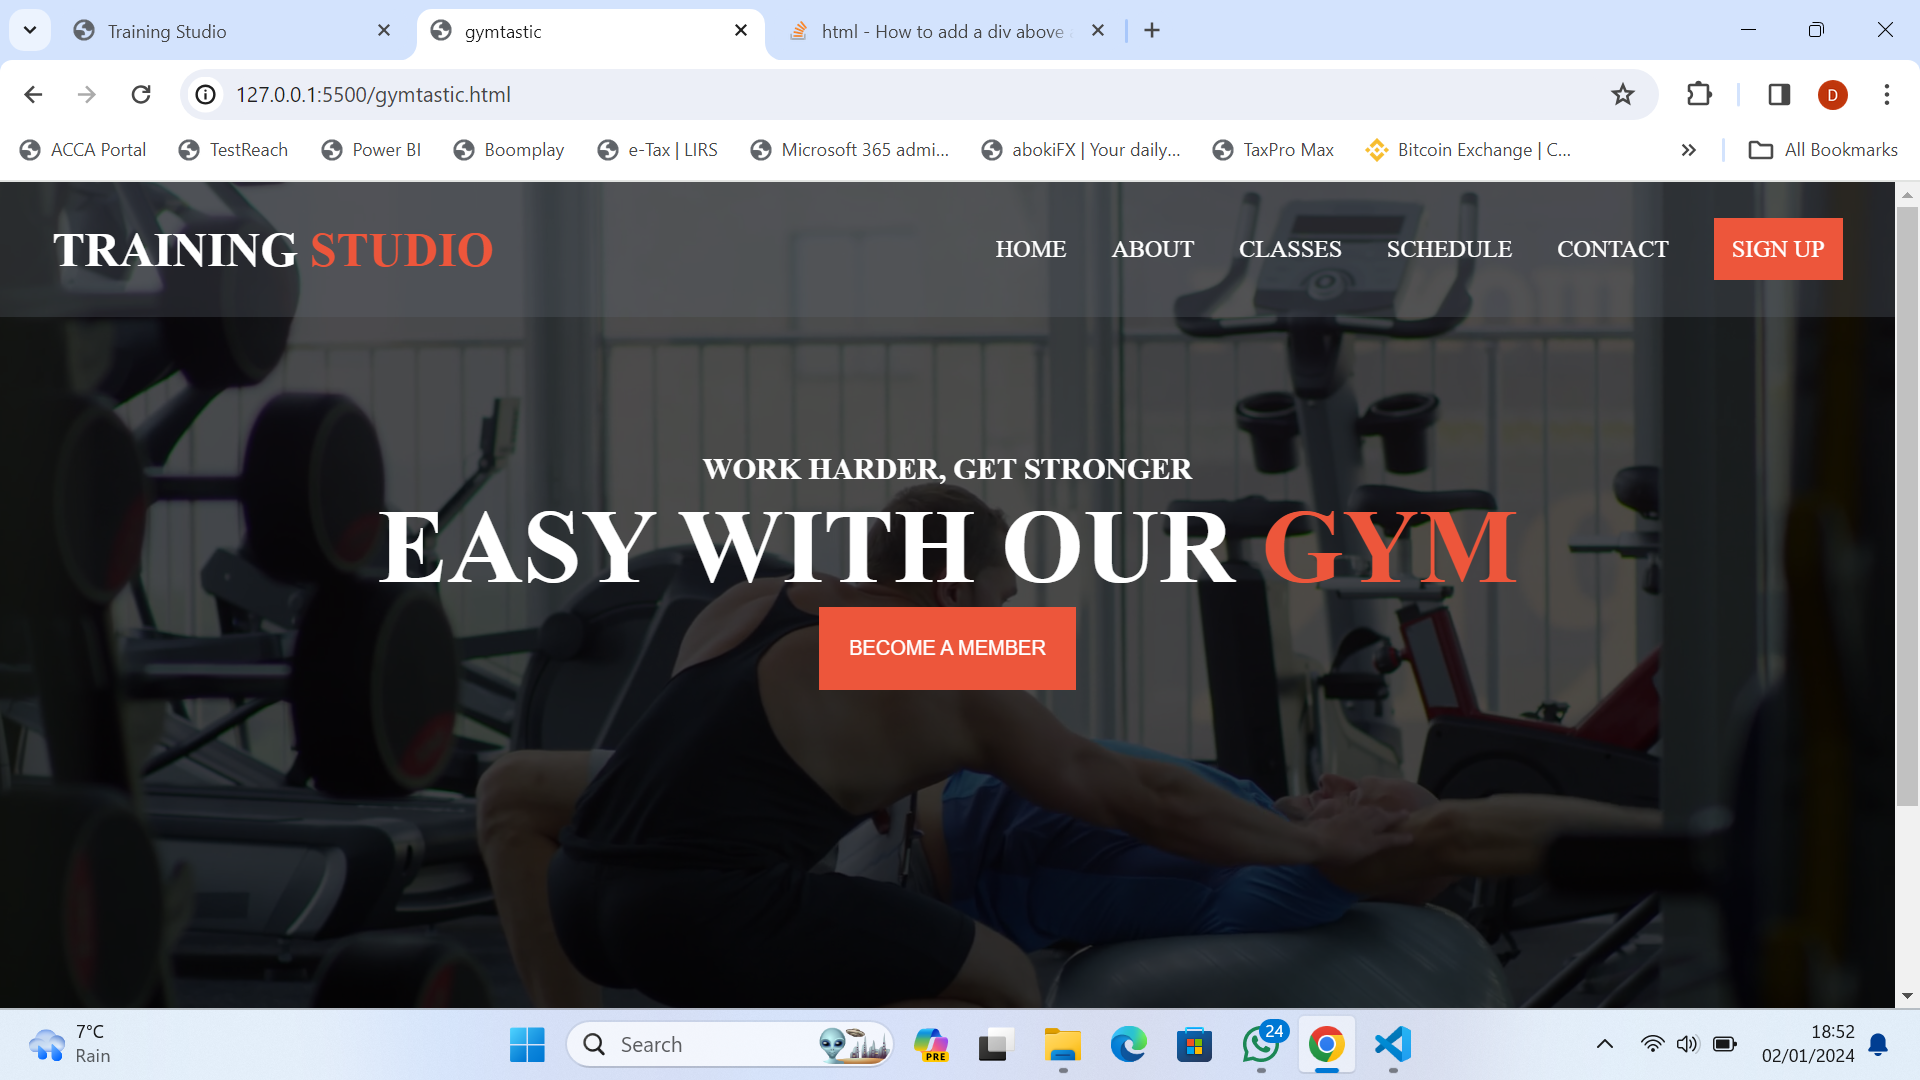 Training Studio
gymtastic
html - How to add a div above
127.0.0.1:5500/gymtastic.html
D
ACCA Portal
TestReach
Power BI
Boomplay
e-Tax | LIRS
Microsoft 365 admi...
abokiFX | Your daily...
TaxPro Max
Bitcoin Exchange | C...
All Bookmarks
TRAINING STUDIO
HOME
ABOUT
CLASSES
SCHEDULE
CONTACT
SIGN UP
WORK HARDER, GET STRONGER
EASY WITH OUR GYM
BECOME A MEMBER
7°C
Rain
Search
PRE
24
18:52
02/01/2024